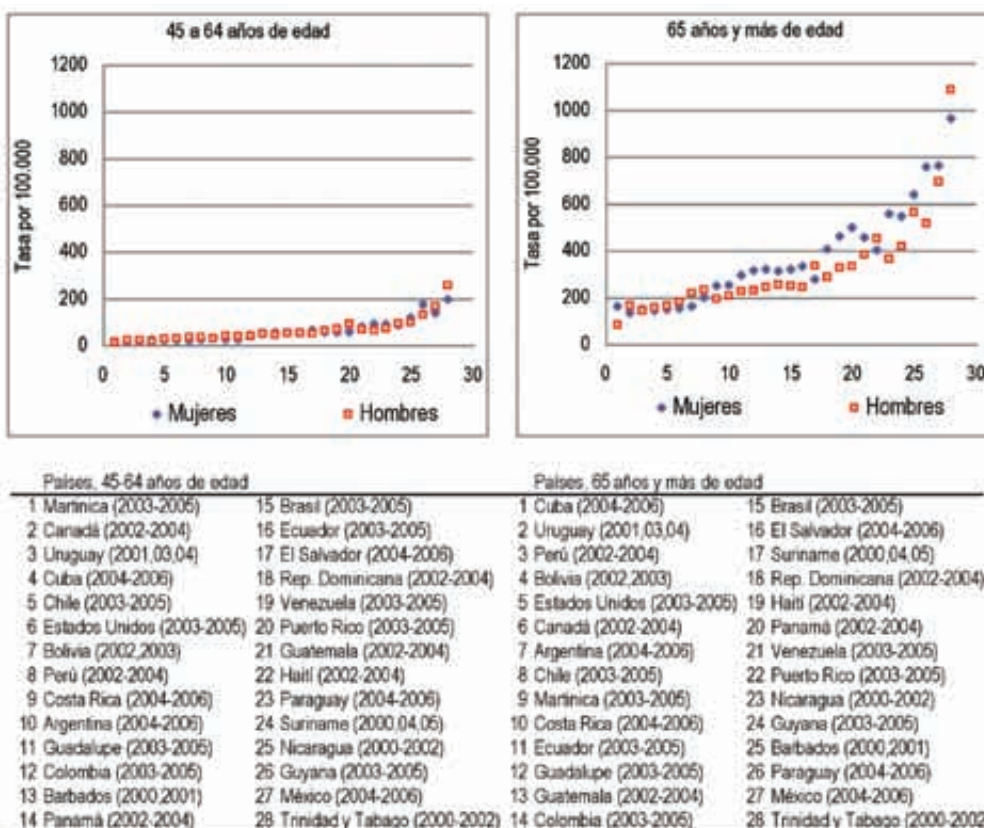 45 a 64 años de edad
1200
1000
800
600
400
200
0
Tasa por 100.000
0 5 10 15 20 25 30
Mujeres Hombres
65 años y más de edad
1200
1000
800
600
400
200
0
Tasa por 100.000
0 5 10 15 20 25 30
Mujeres Hombres
Países, 45-64 años de edad
1 Martinica (2003-2005)
2 Canadá (2002-2004)
3 Uruguay (2001,03,04)
4 Cuba (2004-2006)
5 Chile (2003-2005)
6 Estados Unidos (2003-2005)
7 Bolivia (2002,2003)
8 Perú (2002-2004)
9 Costa Rica (2004-2006)
10 Argentina (2004-2006)
11 Guadalupe (2003-2005)
12 Colombia (2003-2005)
13 Barbados (2000,2001)
14 Panamá (2002-2004)
15 Brasil (2003-2005)
16 Ecuador (2003-2005)
17 El Salvador (2004-2006)
18 Rep. Dominicana (2002-2004)
19 Venezuela (2003-2005)
20 Puerto Rico (2003-2005)
21 Guatemala (2002-2004)
22 Haití (2002-2004)
23 Paraguay (2004-2006)
24 Suriname (2000,04,05)
25 Nicaragua (2000-2002)
26 Guyana (2003-2005)
27 México (2004-2006)
28 Trinidad y Tabago (2000-2002)
Países, 65 años y más de edad
1 Cuba (2004-2006)
2 Uruguay (2001,03,04)
3 Perú (2002-2004)
4 Bolivia (2002,2003)
5 Estados Unidos (2003-2005)
6 Canadá (2002-2004)
7 Argentina (2004-2006)
8 Chile (2003-2005)
9 Martinica (2003-2005)
10 Costa Rica (2004-2006)
11 Ecuador (2003-2005)
12 Guadalupe (2003-2005)
13 Guatemala (2002-2004)
14 Colombia (2003-2005)
15 Brasil (2003-2005)
16 El Salvador (2004-2006)
17 Suriname (2000,04,05)
18 Rep. Dominicana (2002-2004)
19 Haití (2002-2004)
20 Panamá (2002-2004)
21 Venezuela (2003-2005)
22 Puerto Rico (2003-2005)
23 Nicaragua (2000-2002)
24 Guyana (2003-2005)
25 Barbados (2000,2001)
26 Paraguay (2004-2006)
27 México (2004-2006)
28 Trinidad y Tabago (2000-2002